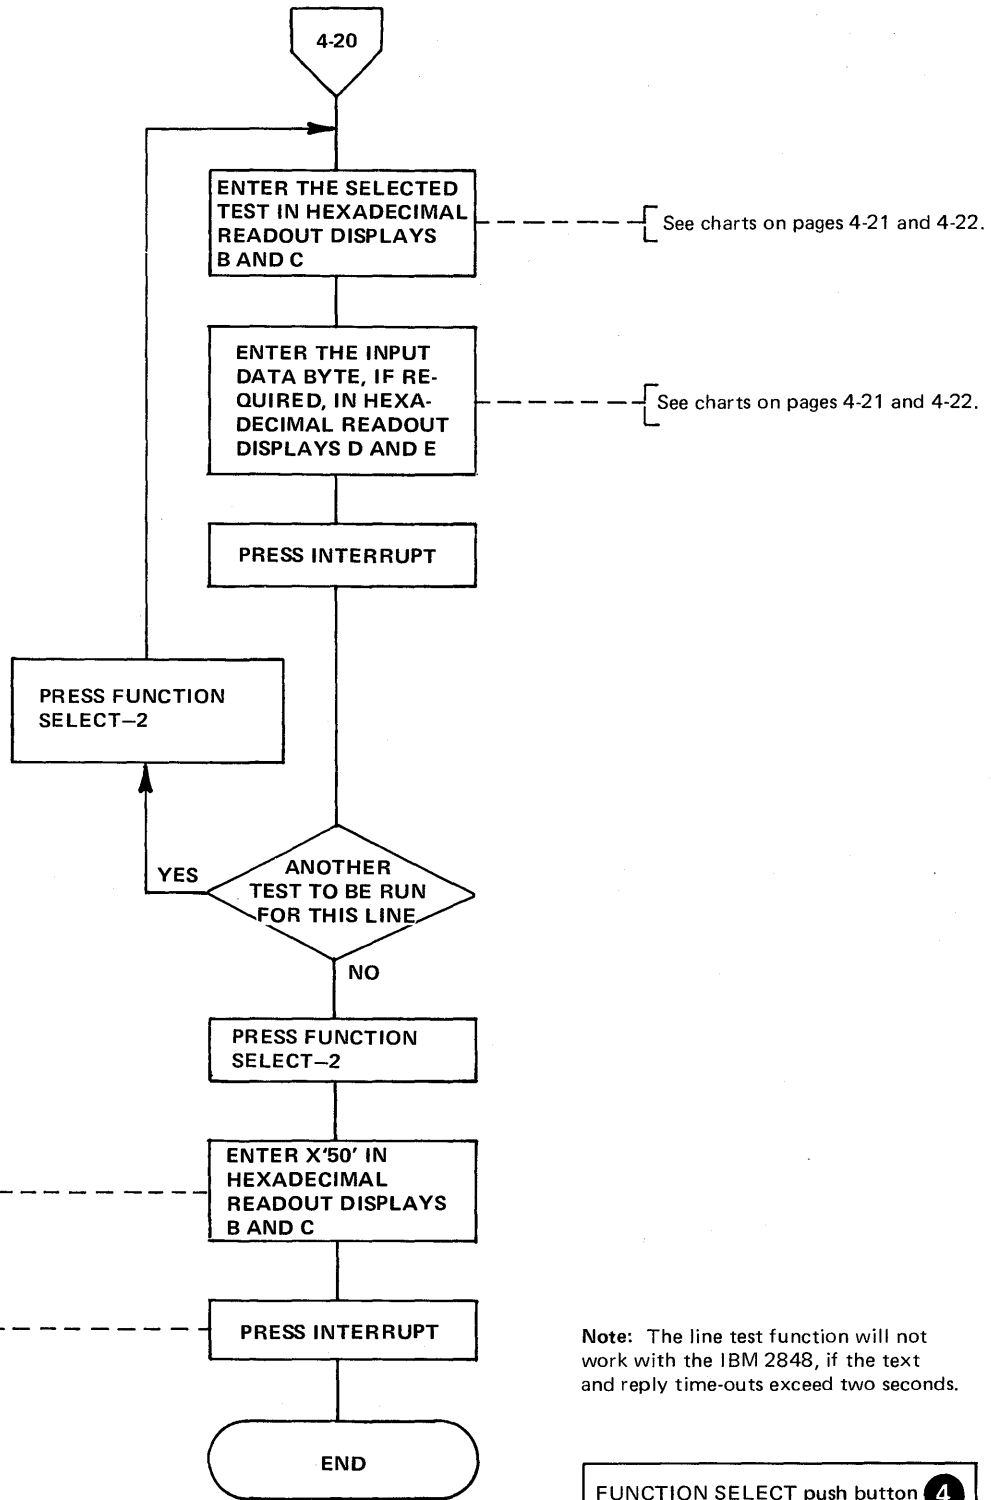 4-20
ENTER THE SELECTED
TEST IN HEXADECIMAL
READOUT DISPLAYS
B AND C
See charts on pages 4-21 and 4-22.
ENTER THE INPUT
DATA BYTE, IF RE-
QUIRED, IN HEXA-
DECIMAL READOUT
DISPLAYS D AND E
See charts on pages 4-21 and 4-22.
PRESS INTERRUPT
PRESS FUNCTION
SELECT—2
YES
ANOTHER
TEST TO BE RUN
FOR THIS LINE
NO
PRESS FUNCTION
SELECT—2
ENTER X'50' IN
HEXADECIMAL
READOUT DISPLAYS
B AND C
PRESS INTERRUPT
Note: The line test function will not
work with the IBM 2848, if the text
and reply time-outs exceed two seconds.
END
FUNCTION SELECT push button 4